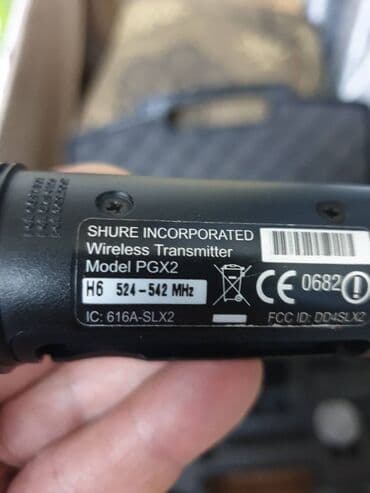 SHURE INCORPORATED
Wireless Transmitter
Model PGX2
H6 524-542 MHz
CE 0682
IC: 616A-SLX2
FCC ID: DD4SLX2